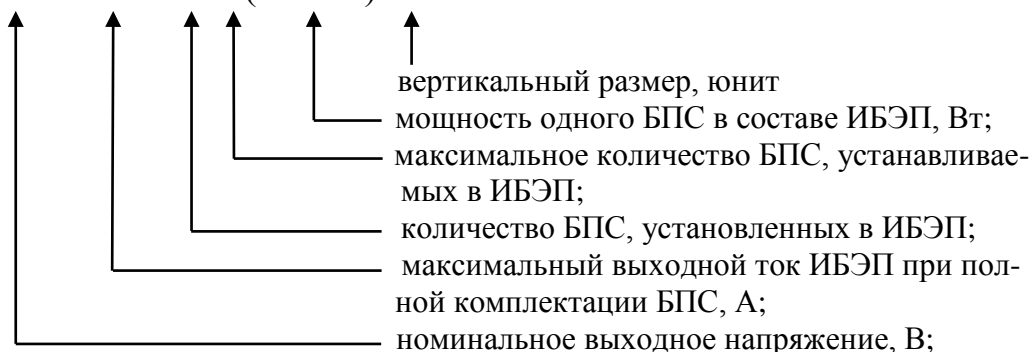 вертикальный размер, юнит
мощность одного БПС в составе ИБЭП, Вт;
максимальное количество БПС, устанавливае-
мых в ИБЭП;
количество БПС, установленных в ИБЭП;
максимальный выходной ток ИБЭП при пол-
ной комплектации БПС, А;
номинальное выходное напряжение, В;